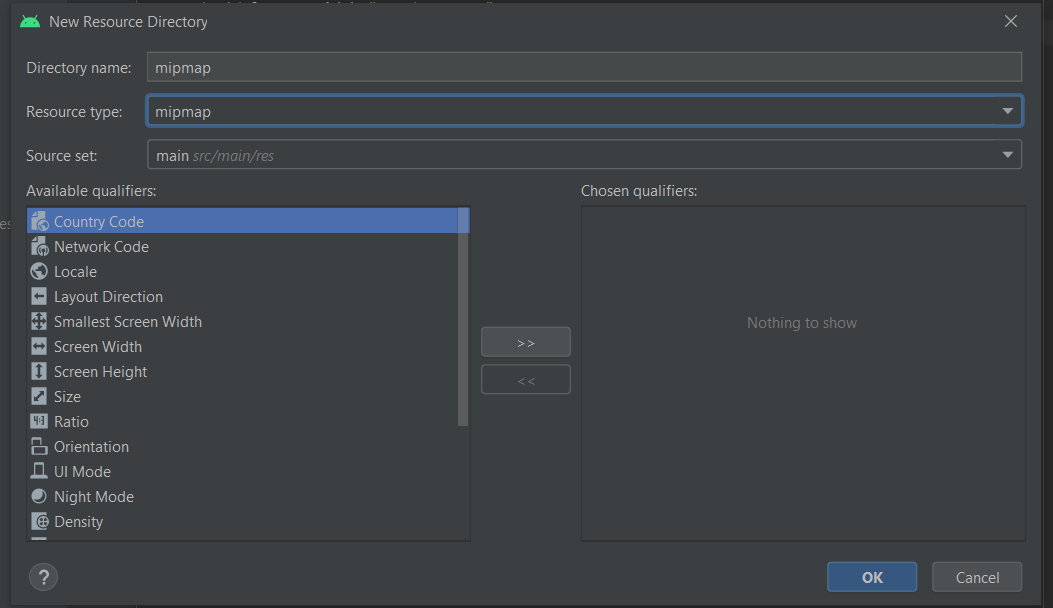 New Resource Directory
Directory name: mipmap
Resource type: mipmap
Source set: main src/main/res
Available qualifiers:
Chosen qualifiers:
Country Code
Network Code
Locale
Layout Direction
Smallest Screen Width
Screen Width
Screen Height
Size
Ratio
Orientation
UI Mode
Night Mode
Density
>>
<<
Nothing to show
?
OK
Cancel